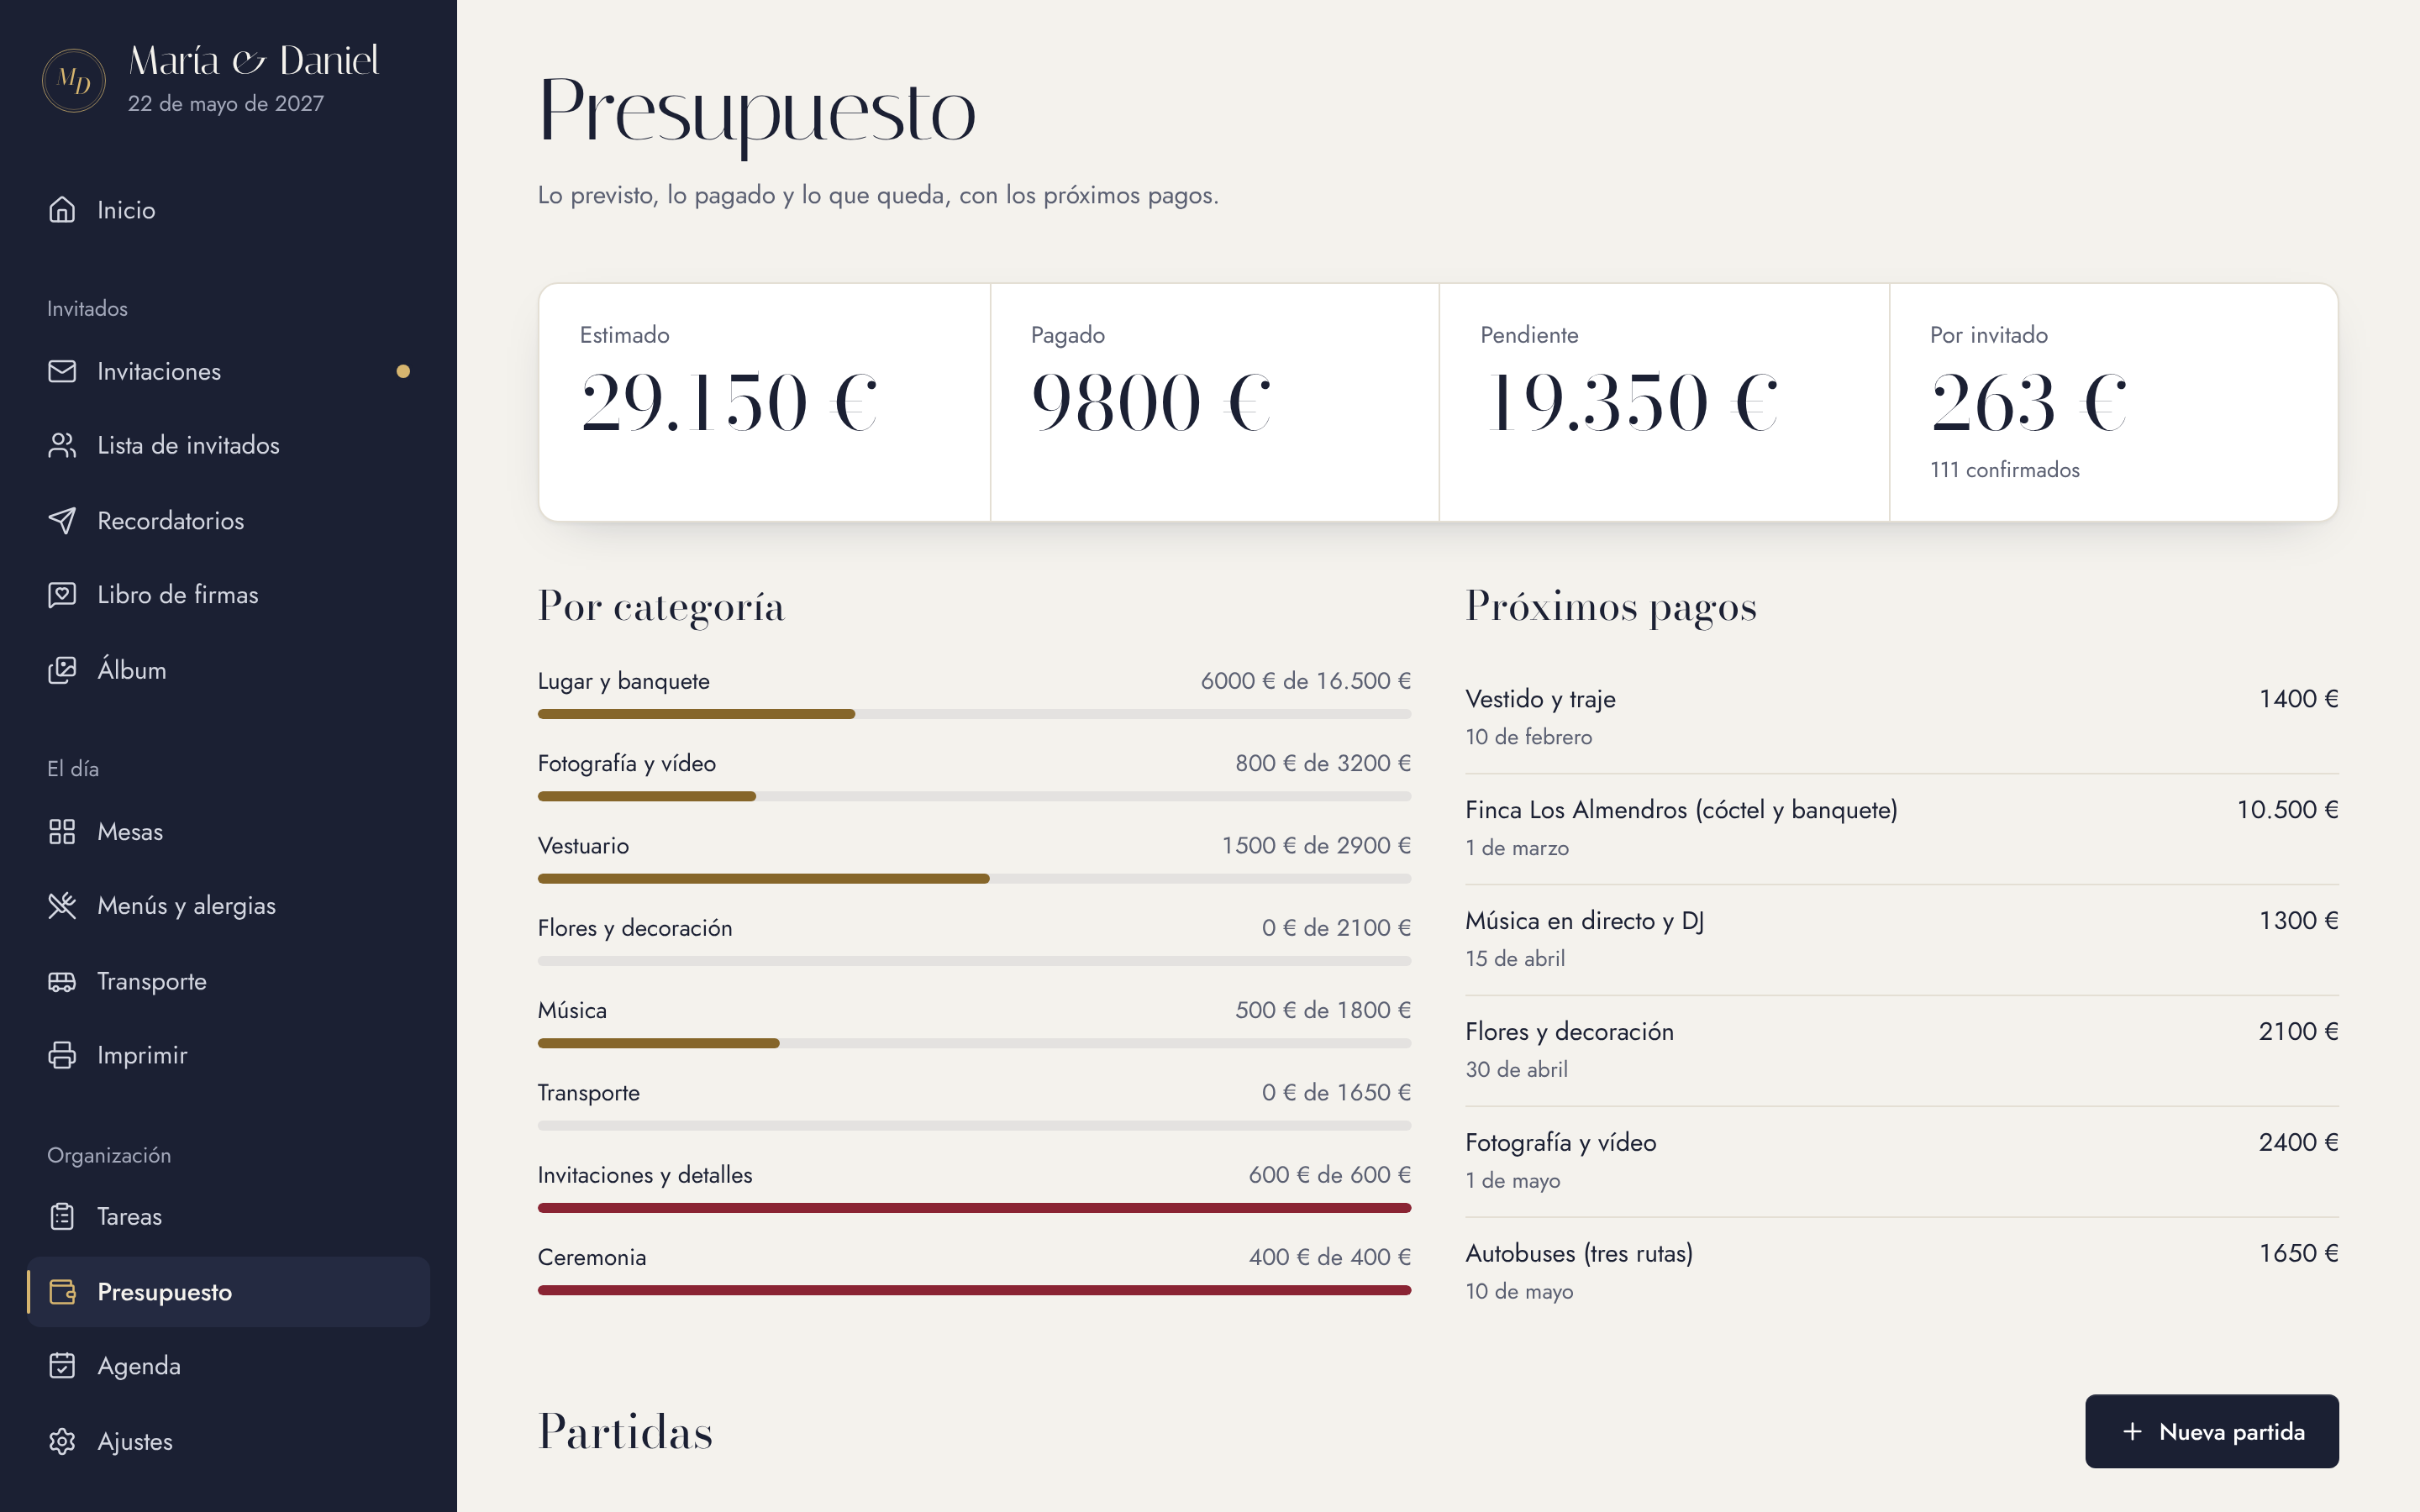 MD
María & Daniel
22 de mayo de 2027
Inicio
Invitados
Invitaciones
Lista de invitados
Recordatorios
Libro de firmas
Álbum
El día
Mesas
Menús y alergias
Transporte
Imprimir
Organización
Tareas
Presupuesto
Agenda
Ajustes
Presupuesto
Lo previsto, lo pagado y lo que queda, con los próximos pagos.
Estimado
29.150 €
Pagado
9800 €
Pendiente
19.350 €
Por invitado
263 €
111 confirmados
Por categoría
Lugar y banquete 6000 € de 16.500 €
Fotografía y vídeo 800 € de 3200 €
Vestuario 1500 € de 2900 €
Flores y decoración 0 € de 2100 €
Música 500 € de 1800 €
Transporte 0 € de 1650 €
Invitaciones y detalles 600 € de 600 €
Ceremonia 400 € de 400 €
Próximos pagos
Vestido y traje 1400 €
10 de febrero
Finca Los Almendros (cóctel y banquete) 10.500 €
1 de marzo
Música en directo y DJ 1300 €
15 de abril
Flores y decoración 2100 €
30 de abril
Fotografía y vídeo 2400 €
1 de mayo
Autobuses (tres rutas) 1650 €
10 de mayo
Partidas
Nueva partida